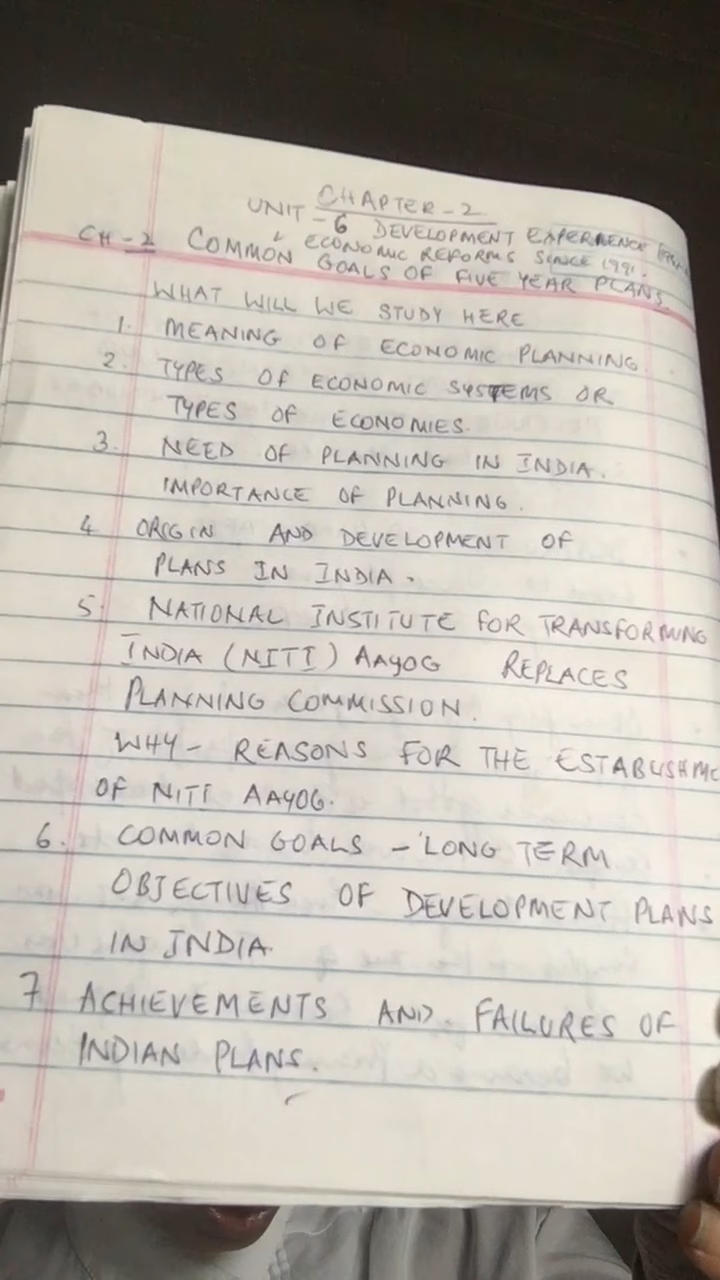 CHAPTER-2
UNIT-6 DEVELOPMENT EXPERIENCE
& ECONOMIC REFORMS SINCE 1991.
CH-2 COMMON GOALS OF FIVE YEAR PLANS
WHAT WILL WE STUDY HERE
1. MEANING OF ECONOMIC PLANNING.
2. TYPES OF ECONOMIC SYSTEMS OR
TYPES OF ECONOMIES.
3. NEED OF PLANNING IN INDIA.
IMPORTANCE OF PLANNING.
4 ORIGIN AND DEVELOPMENT OF
PLANS IN INDIA.
5. NATIONAL INSTITUTE FOR TRANSFORMING
INDIA (NITI) AAYOG REPLACES
PLANNING COMMISSION.
WHY- REASONS FOR THE ESTABLISHME
OF NITI AAYOG.
6. COMMON GOALS - LONG TERM
OBJECTIVES OF DEVELOPMENT PLANS
IN INDIA.
7 ACHIEVEMENTS AND FAILURES OF
INDIAN PLANS.